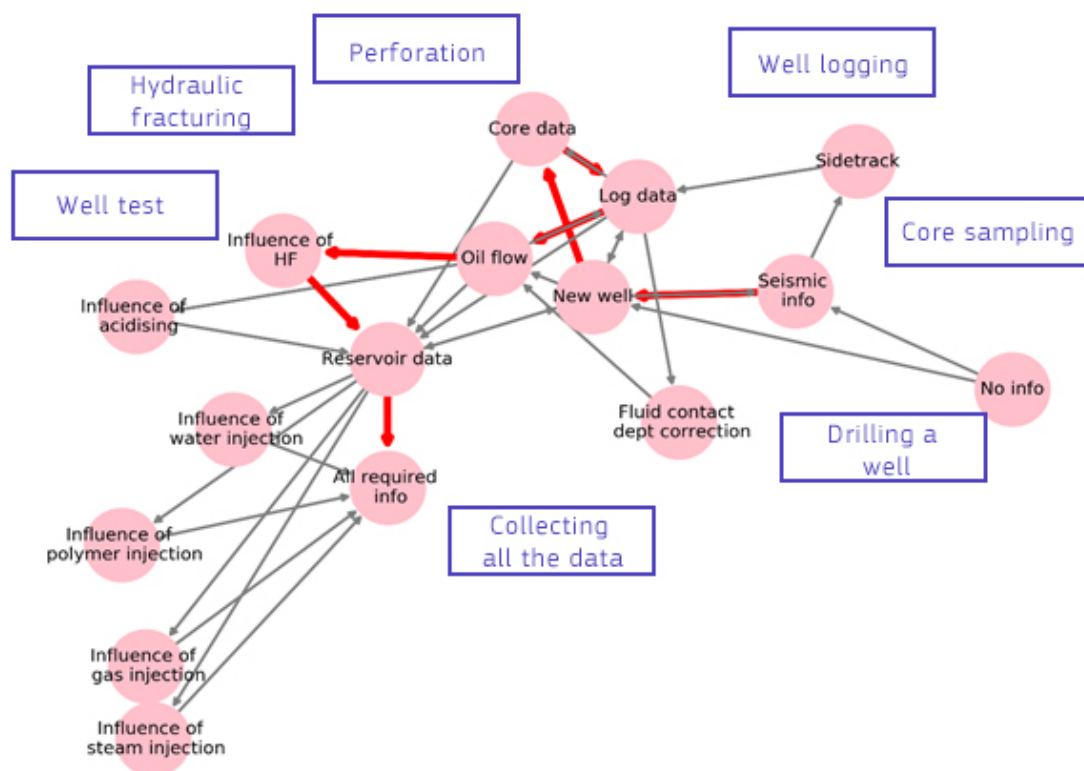 Perforation
Well logging
Hydraulic
fracturing
Core data
Sidetrack
Well test
Log data
Influence of
HF
Oil flow
Core sampling
New well
Seismic
info
Influence of
acidising
Reservoir data
No info
Influence of
water injection
Fluid contact
dept correction
Drilling a
well
All required
info
Collecting
all the data
Influence of
polymer injection
Influence of
gas injection
Influence of
steam injection